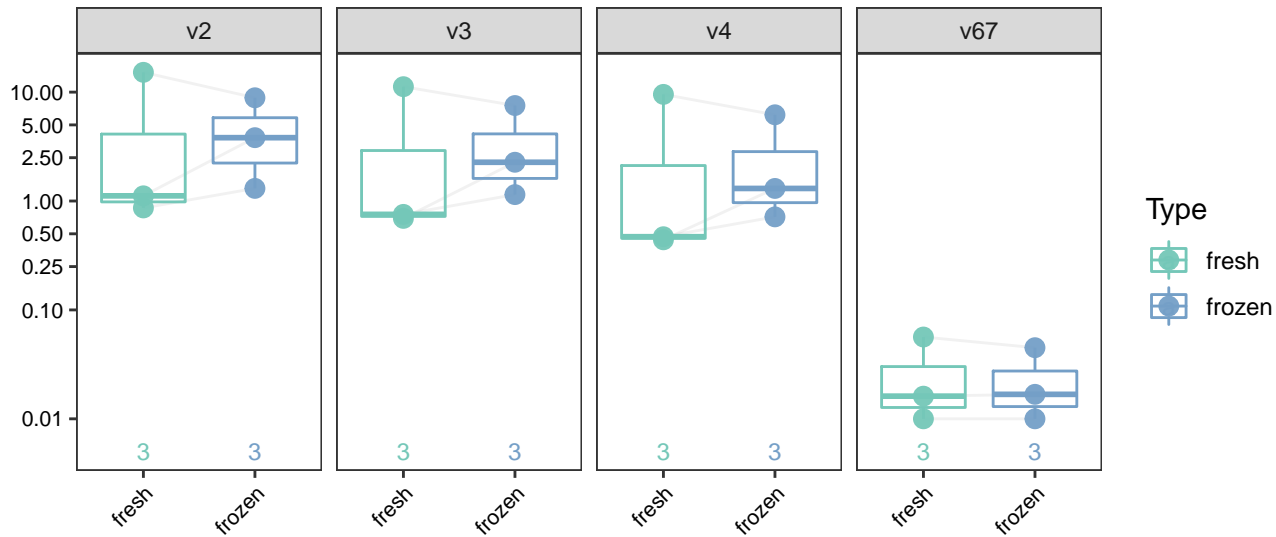 v2
v3
v4
v67
10.00
5.00
2.50
1.00
0.50
0.25
0.10
0.01
3
3
3
3
3
3
3
3
fresh
frozen
fresh
frozen
fresh
frozen
fresh
frozen
Type
fresh
frozen